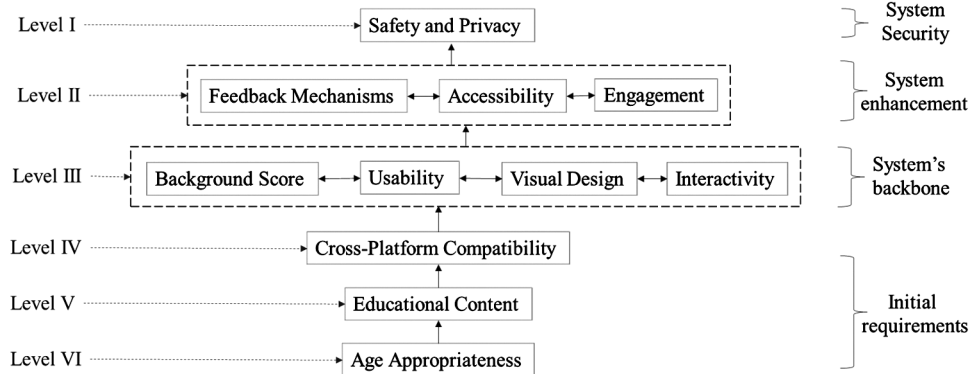 Level I
Safety and Privacy
System
Security
Level II
Feedback Mechanisms
Accessibility
Engagement
System
enhancement
Level III
Background Score
Usability
Visual Design
Interactivity
System's
backbone
Level IV
Cross-Platform Compatibility
Level V
Educational Content
Initial
requirements
Level VI
Age Appropriateness